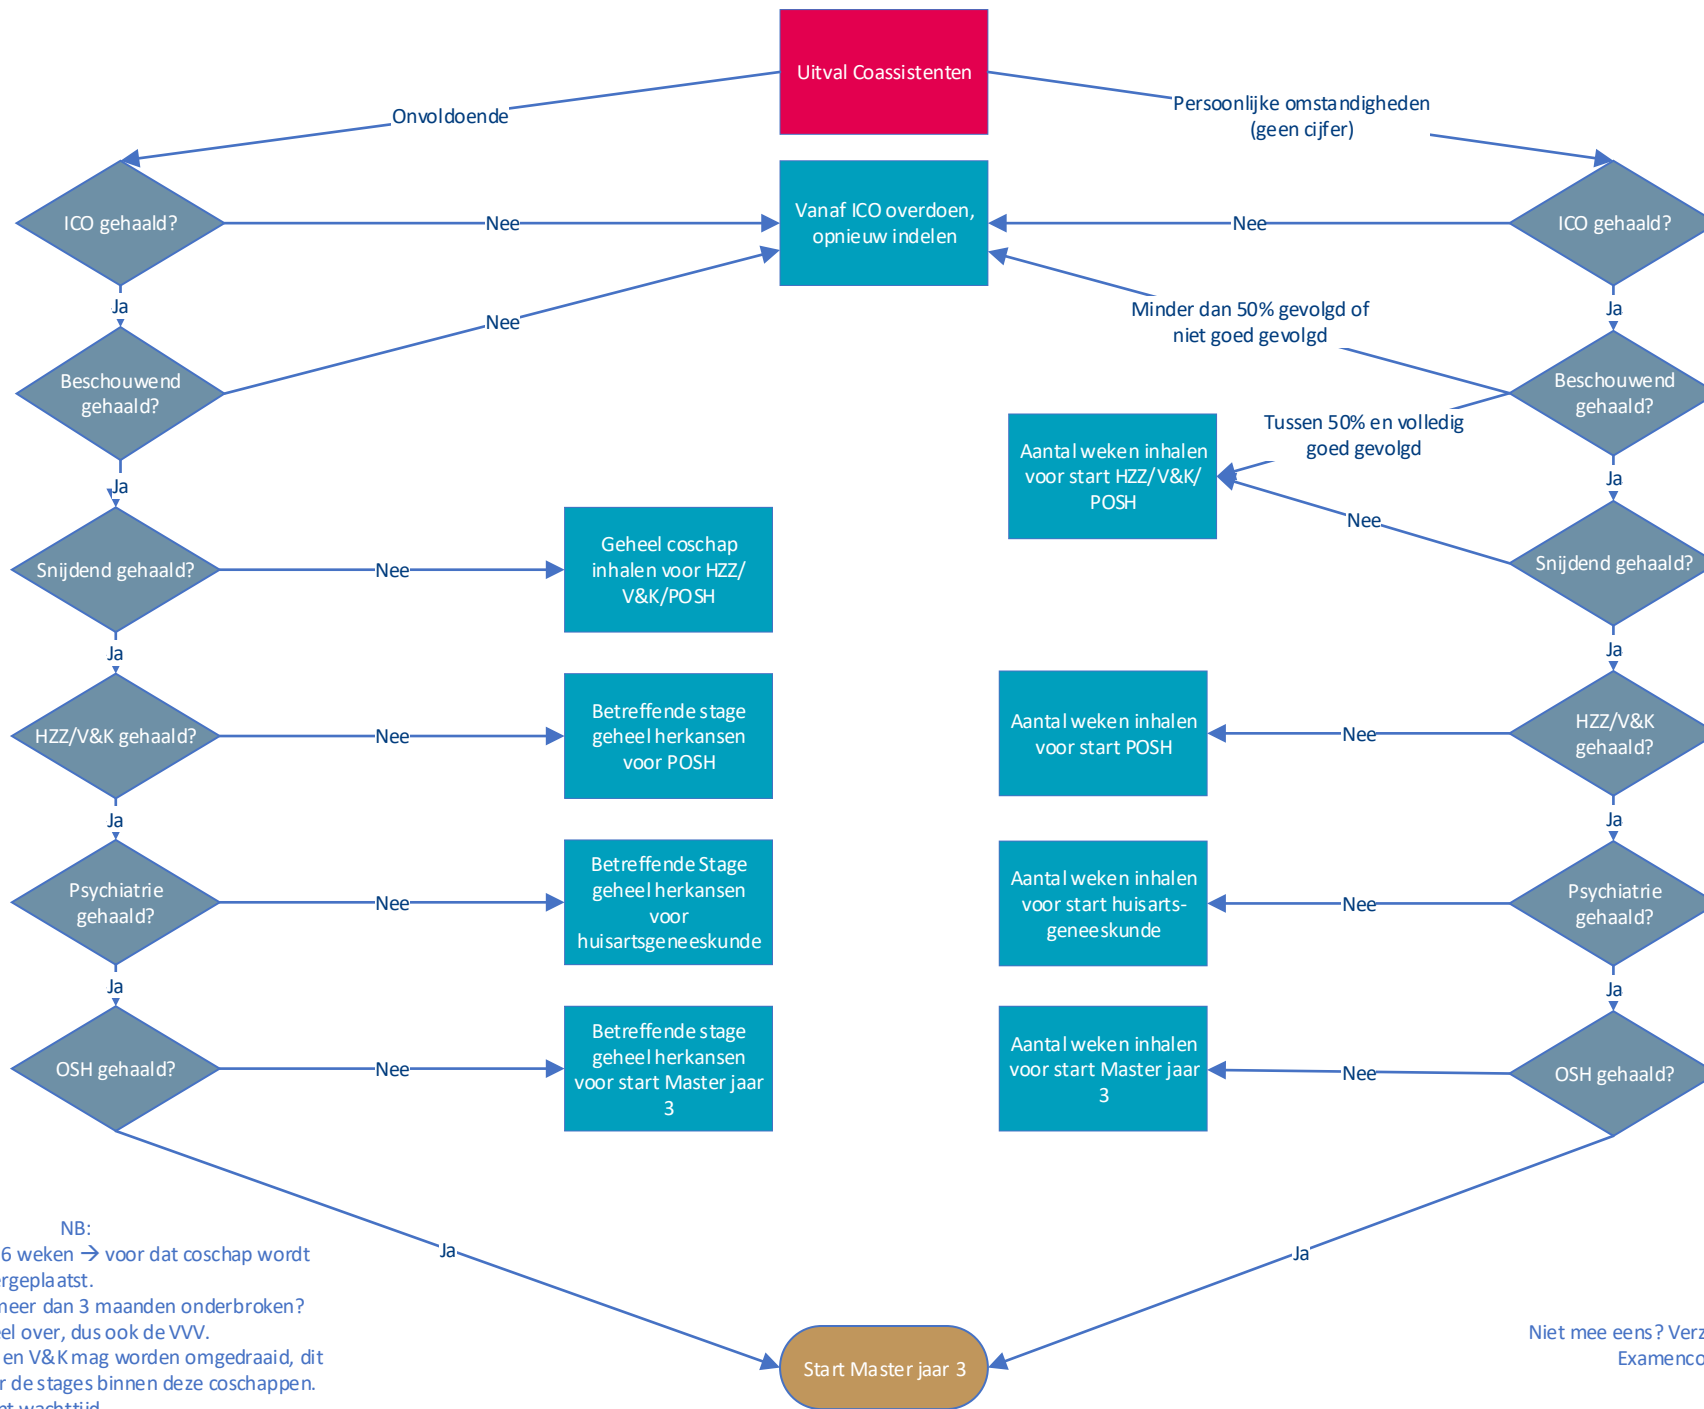 Uitval Coassistenten
Onvoldoende
Persoonlijke omstandigheden
(geen cijfer)
ICO gehaald?
Nee
Vanaf ICO overdoen,
opnieuw indelen
Nee
ICO gehaald?
Ja
Nee
Minder dan 50% gevolgd of
niet goed gevolgd
Ja
Beschouwend
gehaald?
Beschouwend
gehaald?
Tussen 50% en volledig
goed gevolgd
Aantal weken inhalen
voor start HZZ/V&K/
POSH
Ja
Ja
Nee
Snijdend gehaald?
Nee
Geheel coschap
inhalen voor HZZ/
V&K/POSH
Snijdend gehaald?
Ja
Ja
HZZ/V&K gehaald?
Nee
Betreffende stage
geheel herkansen
voor POSH
Aantal weken inhalen
voor start POSH
Nee
HZZ/V&K
gehaald?
Ja
Ja
Psychiatrie
gehaald?
Nee
Betreffende Stage
geheel herkansen
voor
huisartsgeneeskunde
Aantal weken inhalen
voor start huisarts-
geneeskunde
Nee
Psychiatrie
gehaald?
Ja
Ja
OSH gehaald?
Nee
Betreffende stage
geheel herkansen
voor start Master jaar
3
Aantal weken inhalen
voor start Master jaar
3
Nee
OSH gehaald?
Ja
Ja
NB:
6 weken → voor dat coschap wordt
meer dan 3 maanden onderbroken?
over, dus ook de VVV.
en V&K mag worden omgedraaid, dit
de stages binnen deze coschappen.
wachttijd
Start Master jaar 3
Niet mee eens?